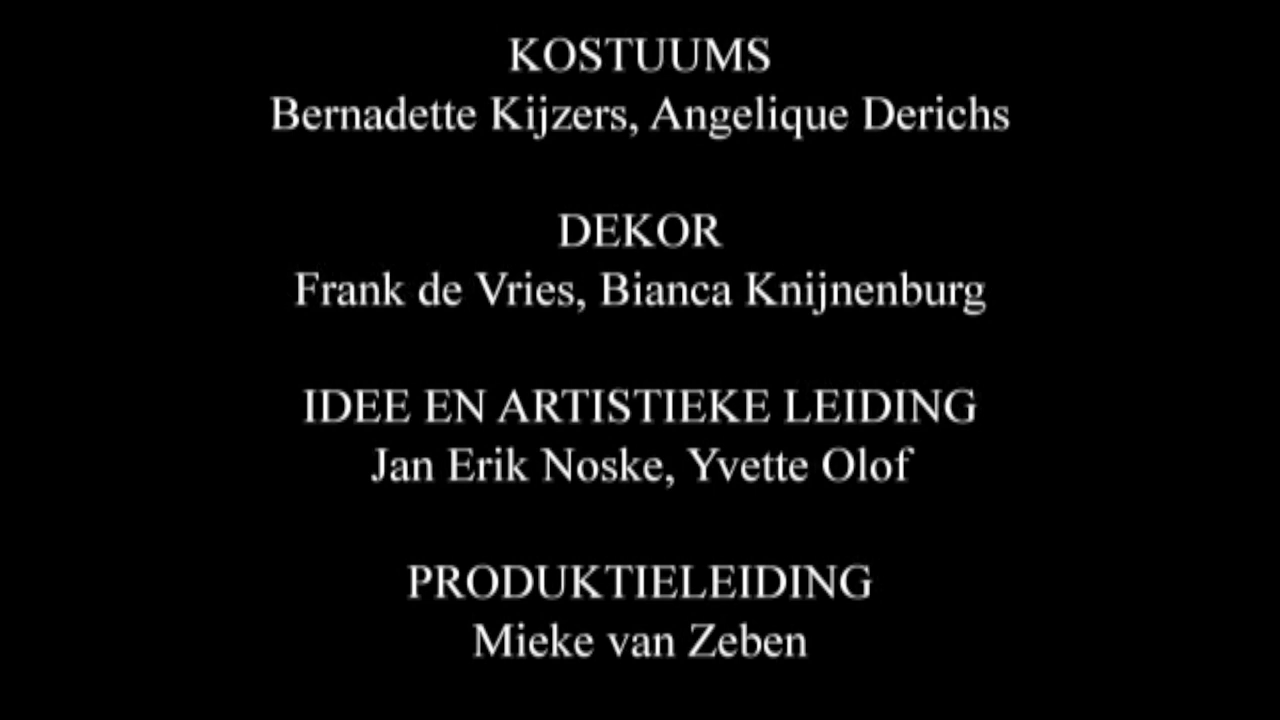 KOSTUUMS
Bernadette Kijzers, Angelique Derichs
DEKOR
Frank de Vries, Bianca Knijnenburg
IDEE EN ARTISTIEKE LEIDING
Jan Erik Noske, Yvette Olof
PRODUKTIELEIDING
Mieke van Zeben